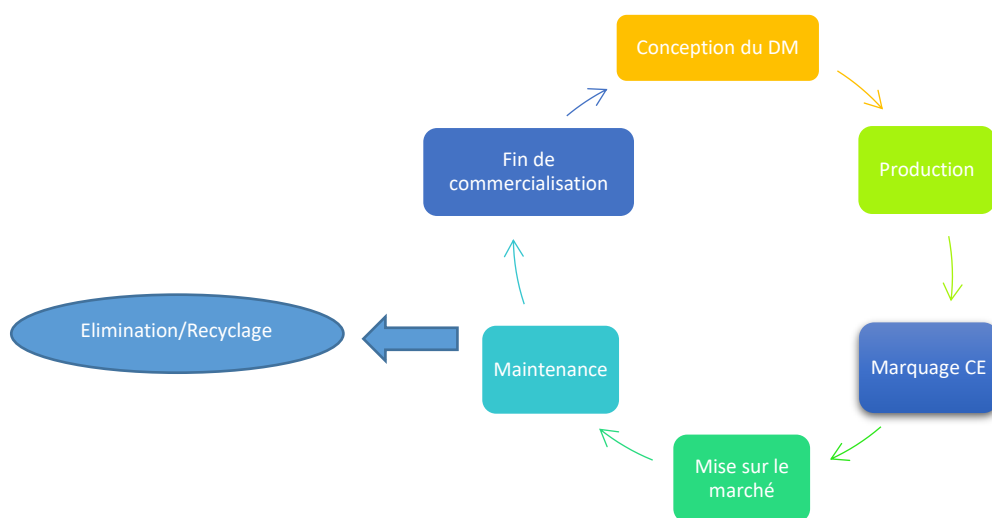 Conception du DM
Production
Marquage CE
Mise sur le
marché
Maintenance
Elimination/Recyclage
Fin de
commercialisation